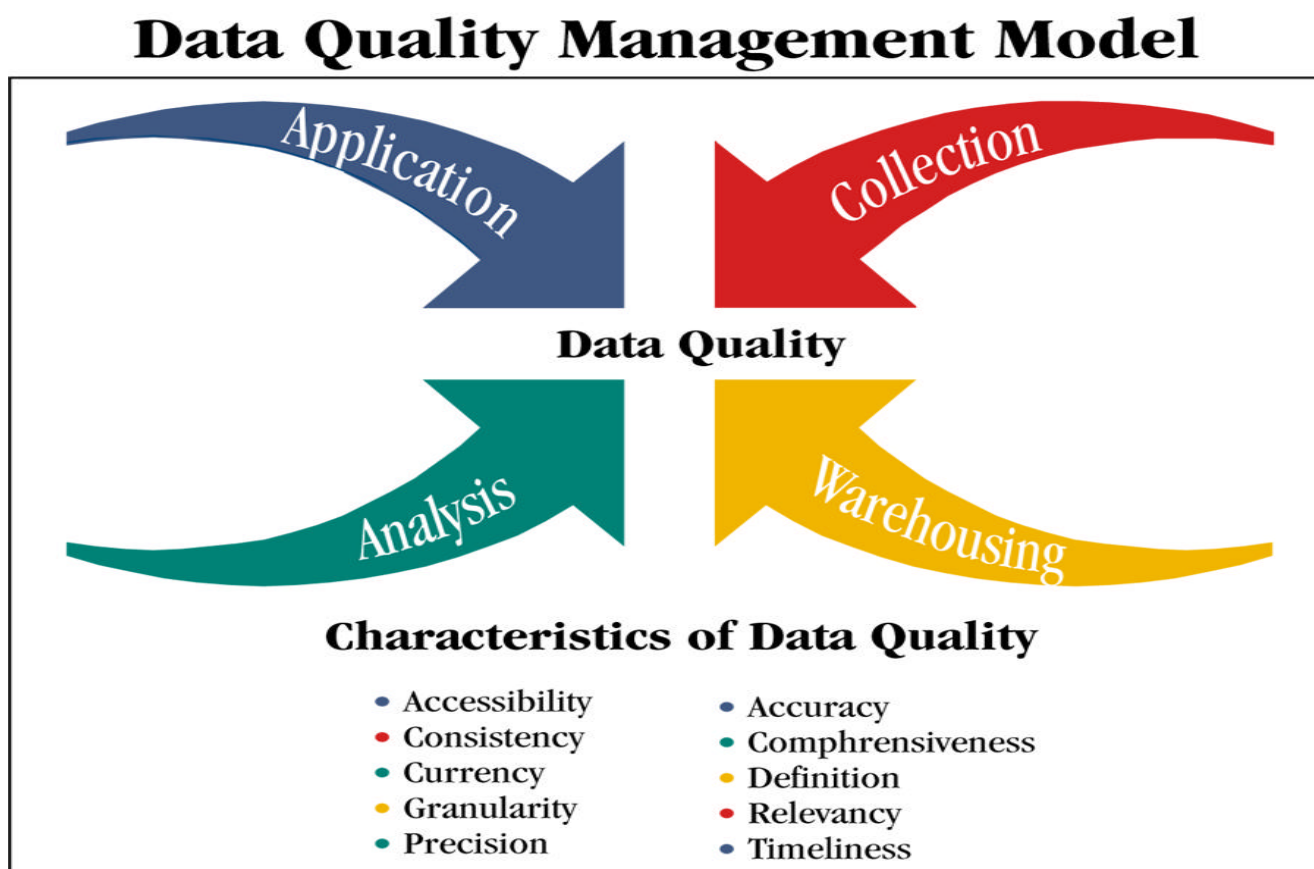 Data Quality Management Model
Application
Collection
Data Quality
Analysis
Warehousing
Characteristics of Data Quality
• Accessibility
• Consistency
• Currency
• Granularity
• Precision
• Accuracy
• Comphrensiveness
• Definition
• Relevancy
• Timeliness